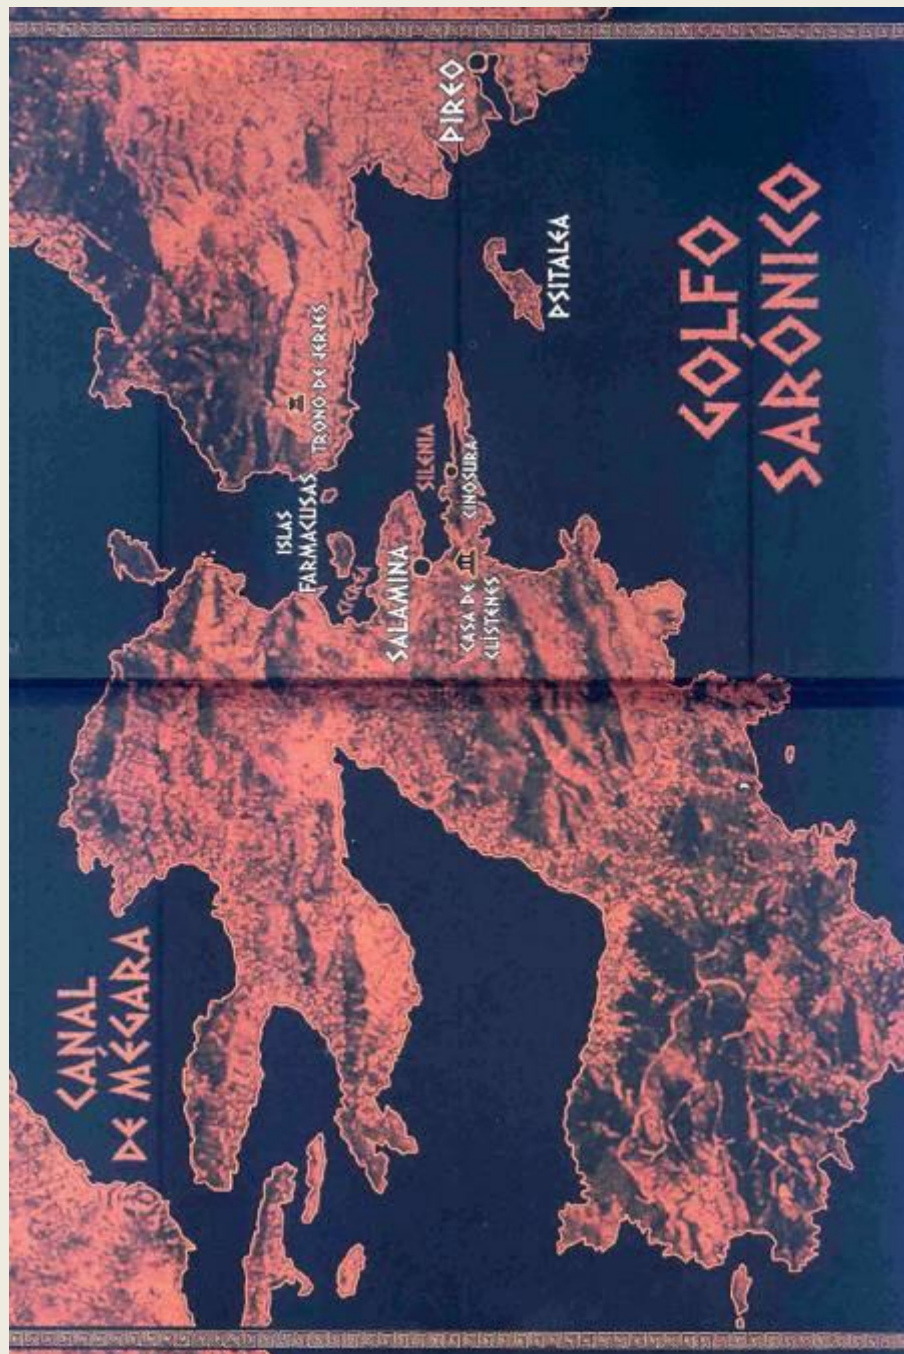 CANAL
DE MÉGARA
ISLAS
FARMACUSAS
TRONO DE JERJES
SALAMINA
SILENIA
PIREO
CASA DE
CLÍSTENES
CINOSURA
PSITALEA
GOLFO
SARÓNICO